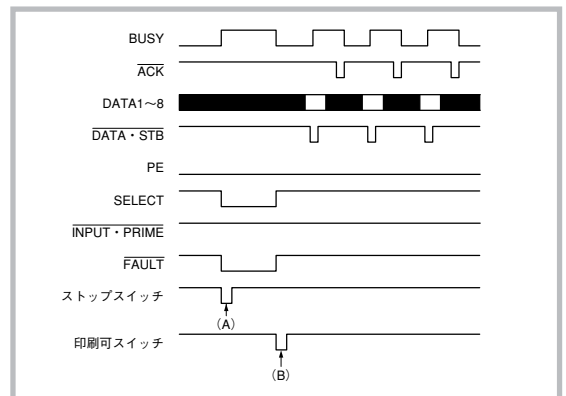 BUSY
ACK
DATA1～8
DATA・STB
PE
SELECT
INPUT・PRIME
FAULT
ストップスイッチ
(A)
印刷可スイッチ
(B)